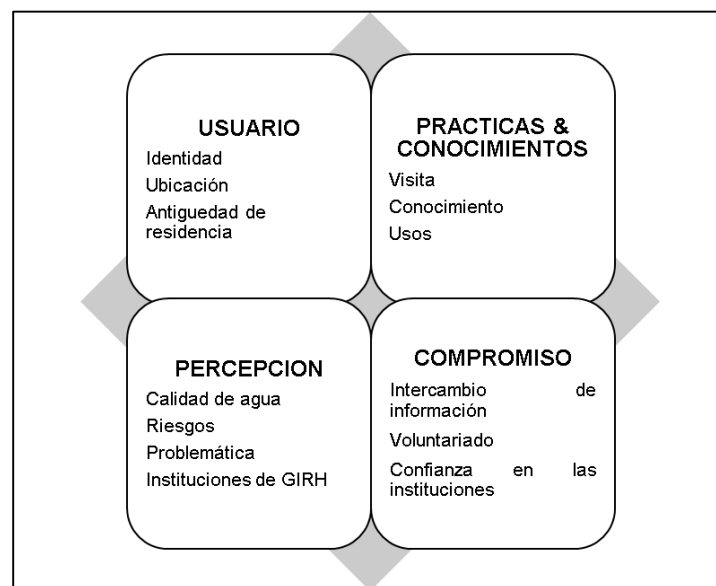 USUARIO
Identidad
Ubicación
Antiguedad de
residencia
PRACTICAS &
CONOCIMIENTOS
Visita
Conocimiento
Usos
PERCEPCION
Calidad de agua
Riesgos
Problemática
Instituciones de GIRH
COMPROMISO
Intercambio de
información
Voluntariado
Confianza en las
instituciones